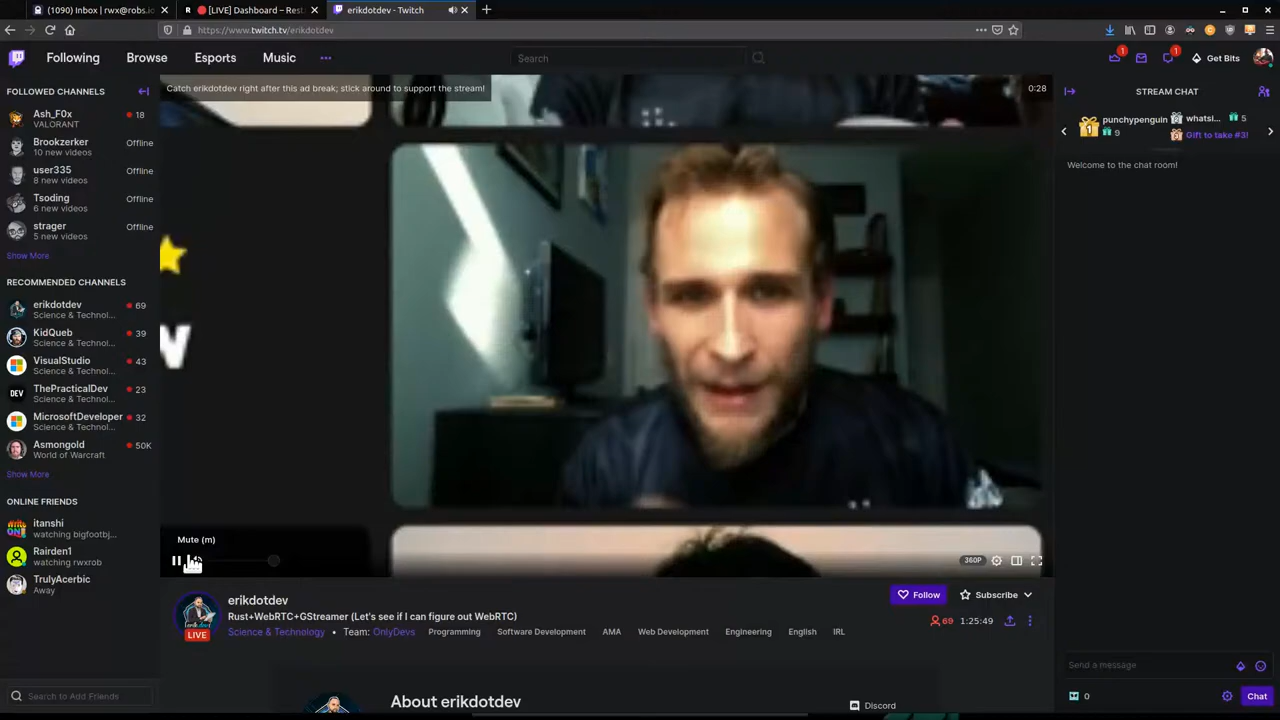 (1090) Inbox | rwx@robs.io
[LIVE] Dashboard - Rest
erikdotdev - Twitch
https://www.twitch.tv/erikdotdev
Following
Browse
Esports
Music
Search
1
1
Get Bits
FOLLOWED CHANNELS
Ash_F0x
18
VALORANT
Brookzerker
Offline
10 new videos
user335
Offline
8 new videos
Tsoding
Offline
6 new videos
strager
Offline
5 new videos
Show More
RECOMMENDED CHANNELS
erikdotdev
69
Science & Technol...
KidQueb
39
Science & Technol...
VisualStudio
43
Science & Technol...
DEV
ThePracticalDev
23
Science & Technol...
MicrosoftDeveloper
32
Science & Technol...
Asmongold
50K
World of Warcraft
Show More
ONLINE FRIENDS
itanshi
watching bigfootbj...
Rairden1
watching rwxrob
TrulyAcerbic
Away
Search to Add Friends
Catch erikdotdev right after this ad break; stick around to support the stream!
0:28
Mute (m)
360P
LIVE
erikdotdev
Rust+WebRTC+GStreamer (Let's see if I can figure out WebRTC)
Science & Technology • Team: OnlyDevs Programming Software Development AMA Web Development Engineering English IRL
Follow
Subscribe
69
1:25:49
About erikdotdev
Discord
STREAM CHAT
1
punchypenguin
9
2
whatsi...
5
Gift to take #3!
Welcome to the chat room!
Send a message
0
Chat